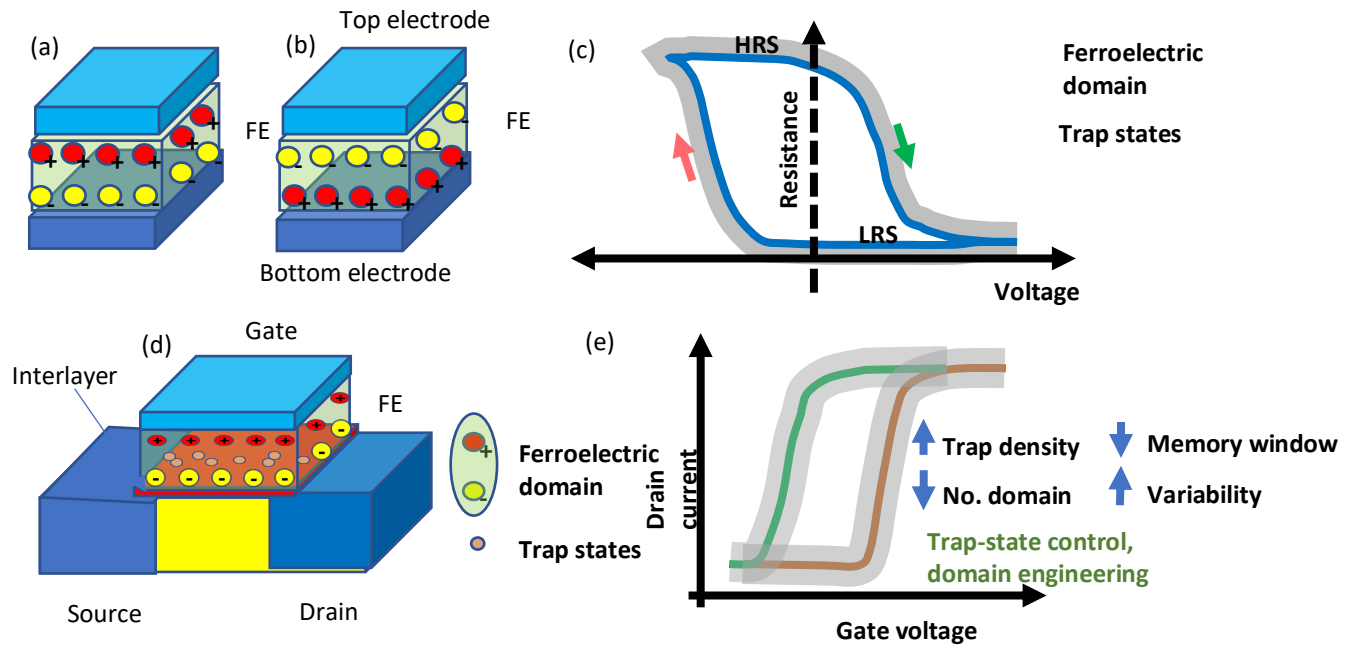 (a)
(b)
Top electrode
FE
FE
Bottom electrode
(c)
HRS
Resistance
LRS
Voltage
Ferroelectric
domain
Trap states
(d)
Gate
Interlayer
FE
Source
Drain
Ferroelectric
domain
Trap states
(e)
Drain
current
Trap density
No. domain
Memory window
Variability
Trap-state control,
domain engineering
Gate voltage